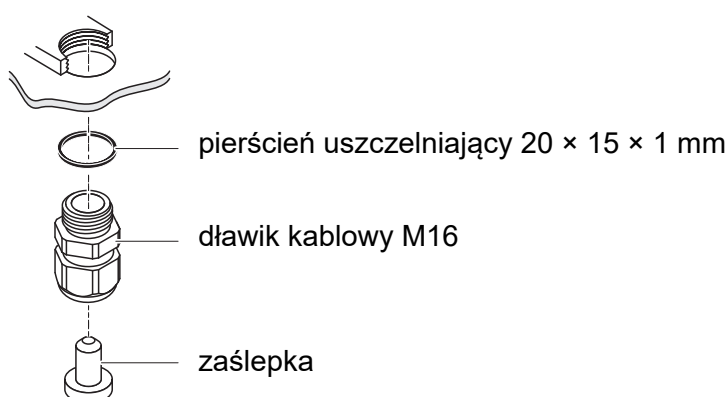 pierścień uszczelniający 20 × 15 × 1 mm
dławik kablowy M16
zaślepka